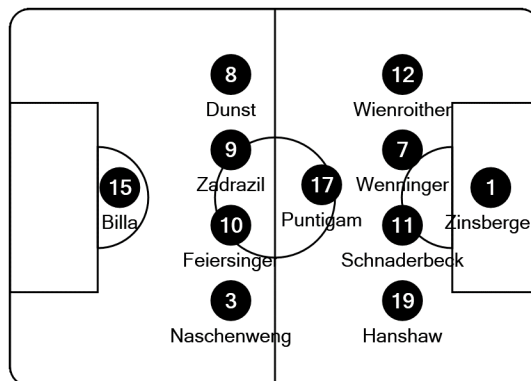 8
Dunst
12
Wienroither
9
Zadrazil
7
Wenninger
15
Billa
17
Puntigam
1
Zinsberge
10
Feiersinger
11
Schnaderbeck
3
Naschenweng
19
Hanshaw